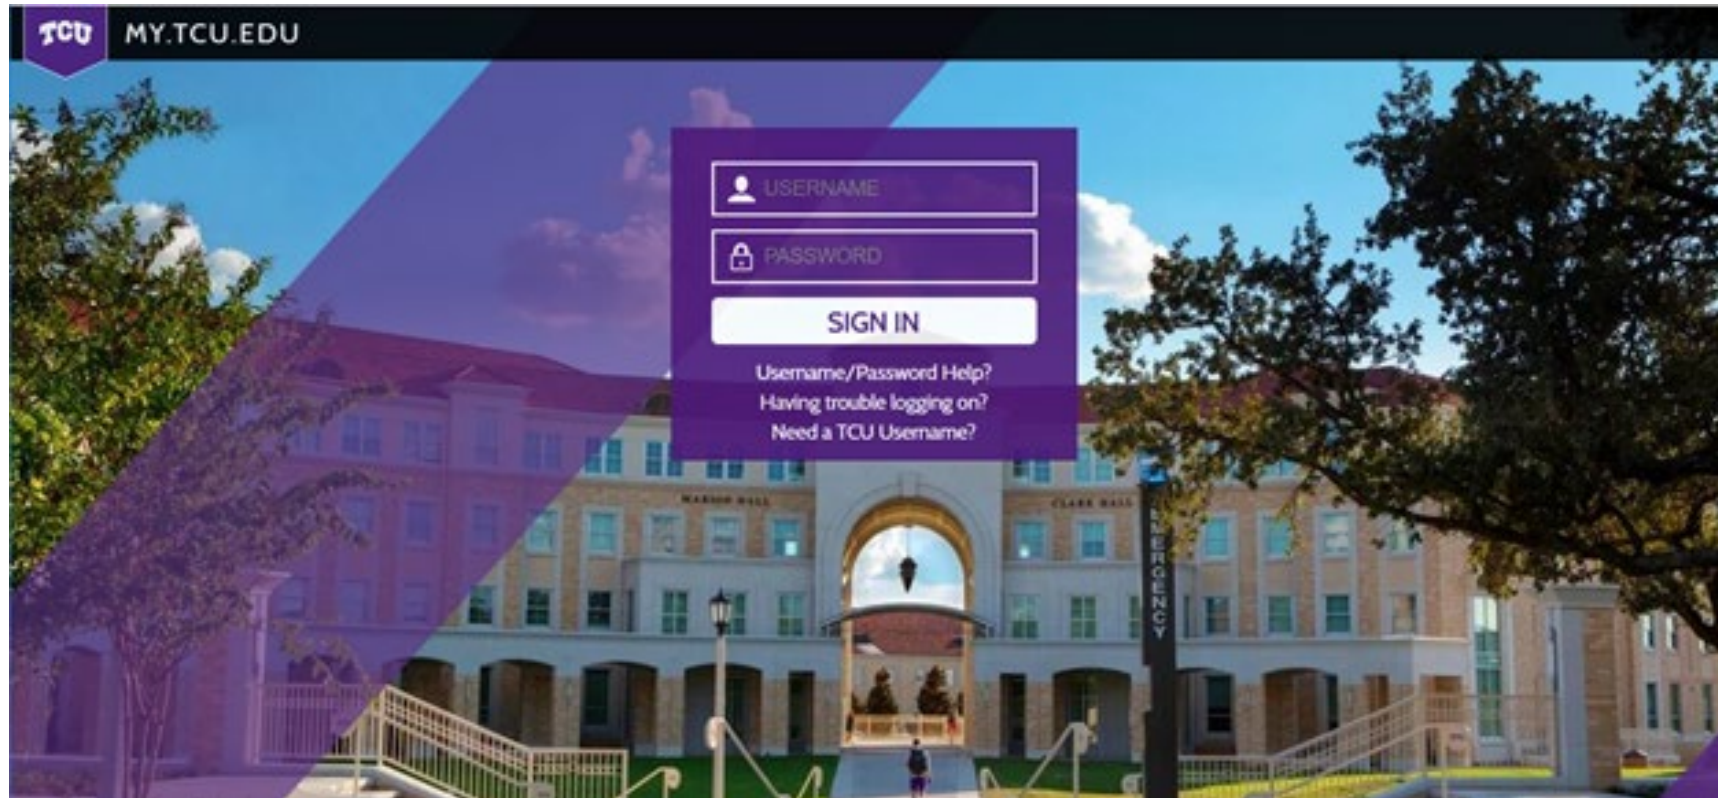 TCU
MY.TCU.EDU
USERNAME
PASSWORD
SIGN IN
Username/Password Help?
Having trouble logging on?
Need a TCU Username?
MARION HALL
CLARK HALL
EMERGENCY